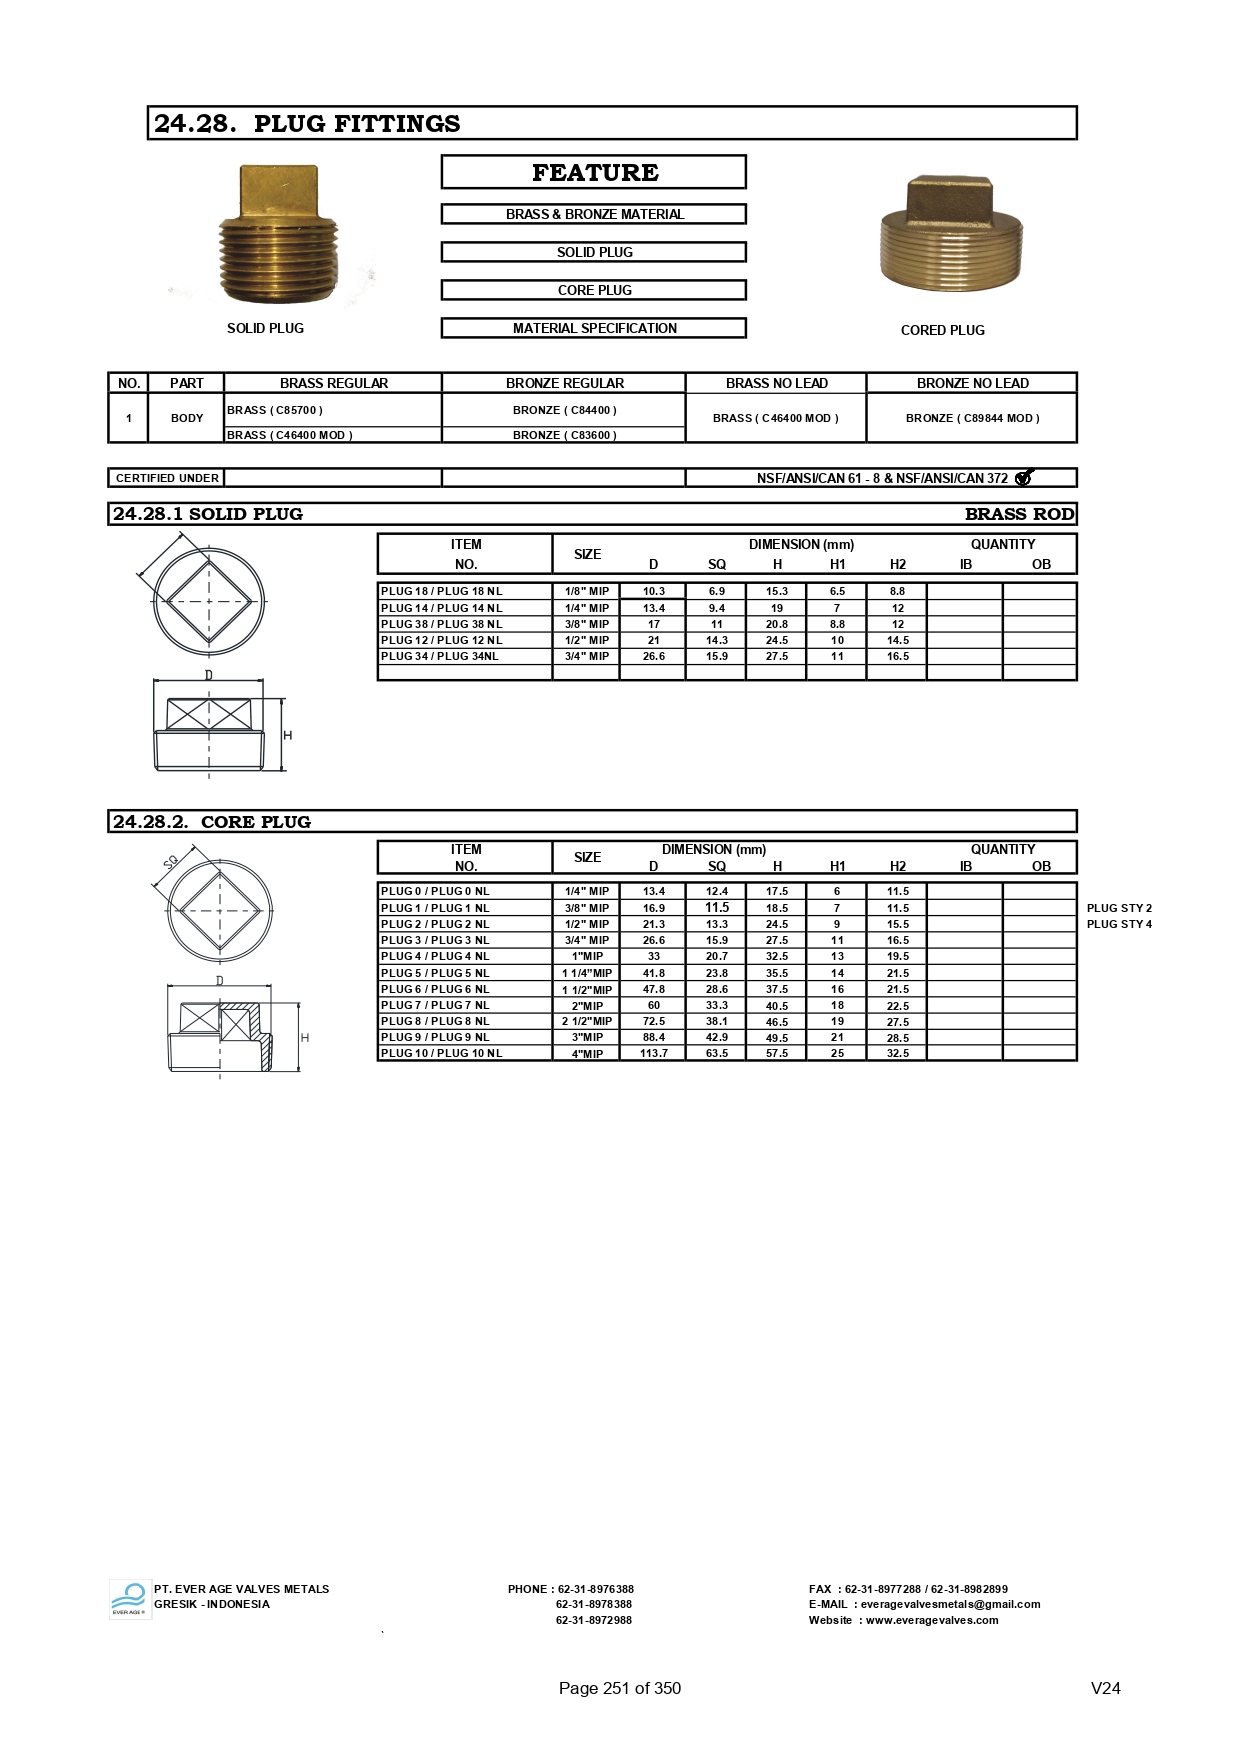 24.28. PLUG FITTINGS
FEATURE
BRASS & BRONZE MATERIAL
SOLID PLUG
CORE PLUG
MATERIAL SPECIFICATION
SOLID PLUG
CORED PLUG
NO. PART BRASS REGULAR BRONZE REGULAR BRASS NO LEAD BRONZE NO LEAD
1 BODY BRASS ( C85700 ) BRONZE ( C84400 ) BRASS ( C46400 MOD ) BRONZE ( C89844 MOD )
BRASS ( C46400 MOD ) BRONZE ( C83600 )
CERTIFIED UNDER NSF/ANSI/CAN 61 - 8 & NSF/ANSI/CAN 372
24.28.1 SOLID PLUG BRASS ROD
ITEM SIZE DIMENSION (mm) QUANTITY
NO. D SQ H H1 H2 IB OB
PLUG 18 / PLUG 18 NL 1/8" MIP 10.3 6.9 15.3 6.5 8.8
PLUG 14 / PLUG 14 NL 1/4" MIP 13.4 9.4 19 7 12
PLUG 38 / PLUG 38 NL 3/8" MIP 17 11 20.8 8.8 12
PLUG 12 / PLUG 12 NL 1/2" MIP 21 14.3 24.5 10 14.5
PLUG 34 / PLUG 34NL 3/4" MIP 26.6 15.9 27.5 11 16.5
D
H
24.28.2. CORE PLUG
ITEM SIZE DIMENSION (mm) QUANTITY
NO. D SQ H H1 H2 IB OB
PLUG 0 / PLUG 0 NL 1/4" MIP 13.4 12.4 17.5 6 11.5
PLUG 1 / PLUG 1 NL 3/8" MIP 16.9 11.5 18.5 7 11.5 PLUG STY 2
PLUG 2 / PLUG 2 NL 1/2" MIP 21.3 13.3 24.5 9 15.5 PLUG STY 4
PLUG 3 / PLUG 3 NL 3/4" MIP 26.6 15.9 27.5 11 16.5
PLUG 4 / PLUG 4 NL 1"MIP 33 20.7 32.5 13 19.5
PLUG 5 / PLUG 5 NL 1 1/4”MIP 41.8 23.8 35.5 14 21.5
PLUG 6 / PLUG 6 NL 1 1/2"MIP 47.8 28.6 37.5 16 21.5
PLUG 7 / PLUG 7 NL 2"MIP 60 33.3 40.5 18 22.5
PLUG 8 / PLUG 8 NL 2 1/2"MIP 72.5 38.1 46.5 19 27.5
PLUG 9 / PLUG 9 NL 3"MIP 88.4 42.9 49.5 21 28.5
PLUG 10 / PLUG 10 NL 4"MIP 113.7 63.5 57.5 25 32.5
SQ
D
H
EVER AGE ®
PT. EVER AGE VALVES METALS PHONE : 62-31-8976388 FAX : 62-31-8977288 / 62-31-8982899
GRESIK - INDONESIA 62-31-8978388 E-MAIL : everagevalvesmetals@gmail.com
62-31-8972988 Website : www.everagevalves.com
Page 251 of 350 V24